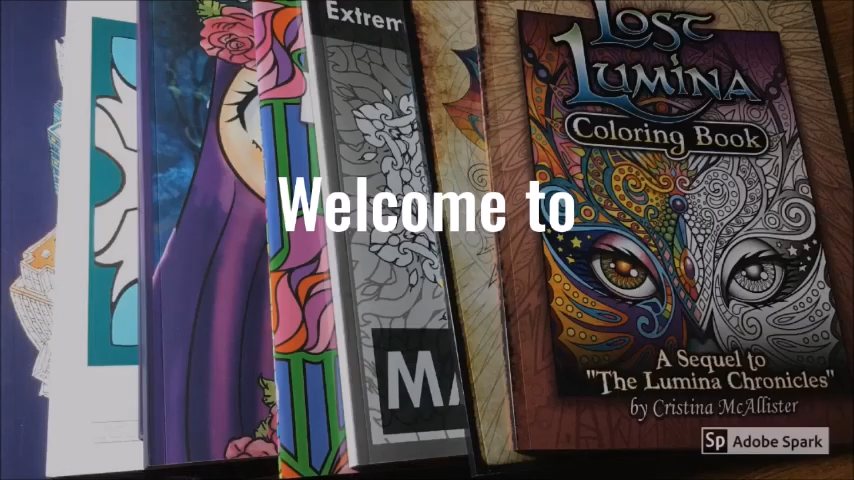 Extrem
Lost
Lumina
Coloring Book
Welcome to
A Sequel to
"The Lumina Chronicles"
by Cristina McAllister
MA
Sp Adobe Spark